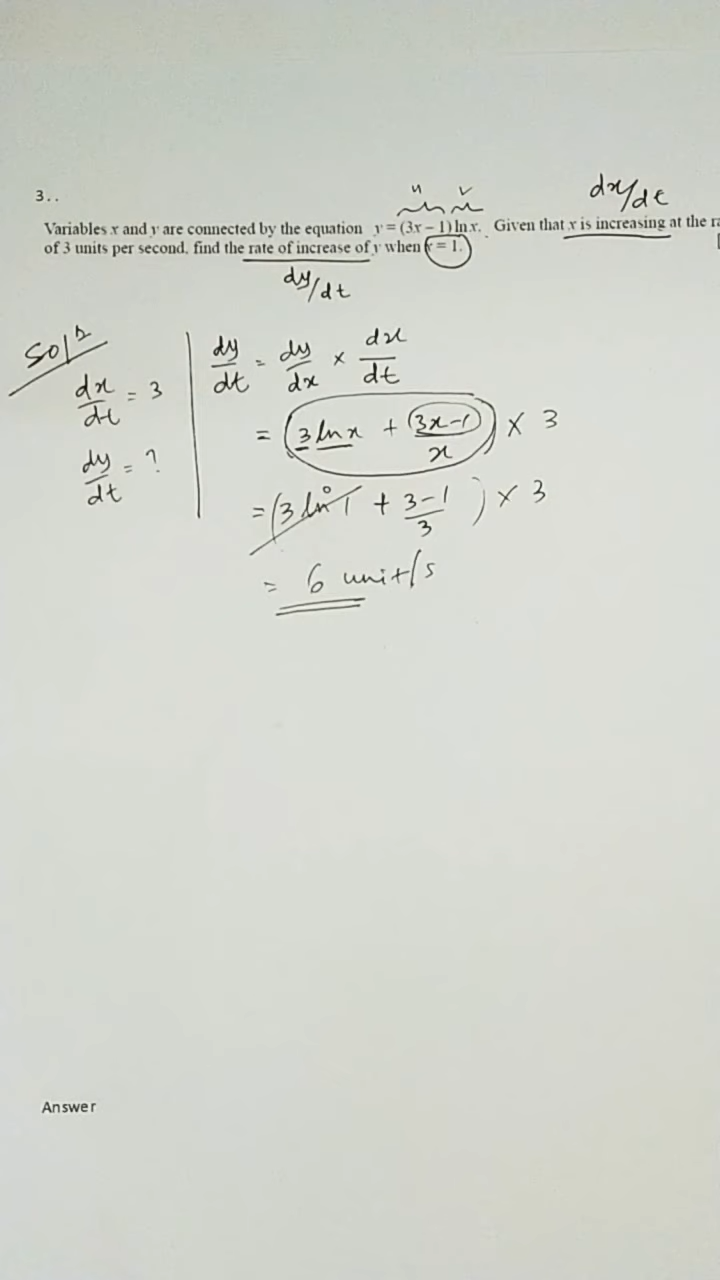 3..
u v dx/dt
Variables x and y are connected by the equation y = (3x − 1) ln x. Given that x is increasing at the ra
of 3 units per second, find the rate of increase of y when x = 1.
dy/dt
Solⁿ
dy/dt = dy/dx × dx/dt
dx/dt = 3
= (3 ln x + (3x-1)/x) × 3
dy/dt = ?
= (3 ln 1 0 + (3-1)/3) × 3
= 6 unit/s
Answer